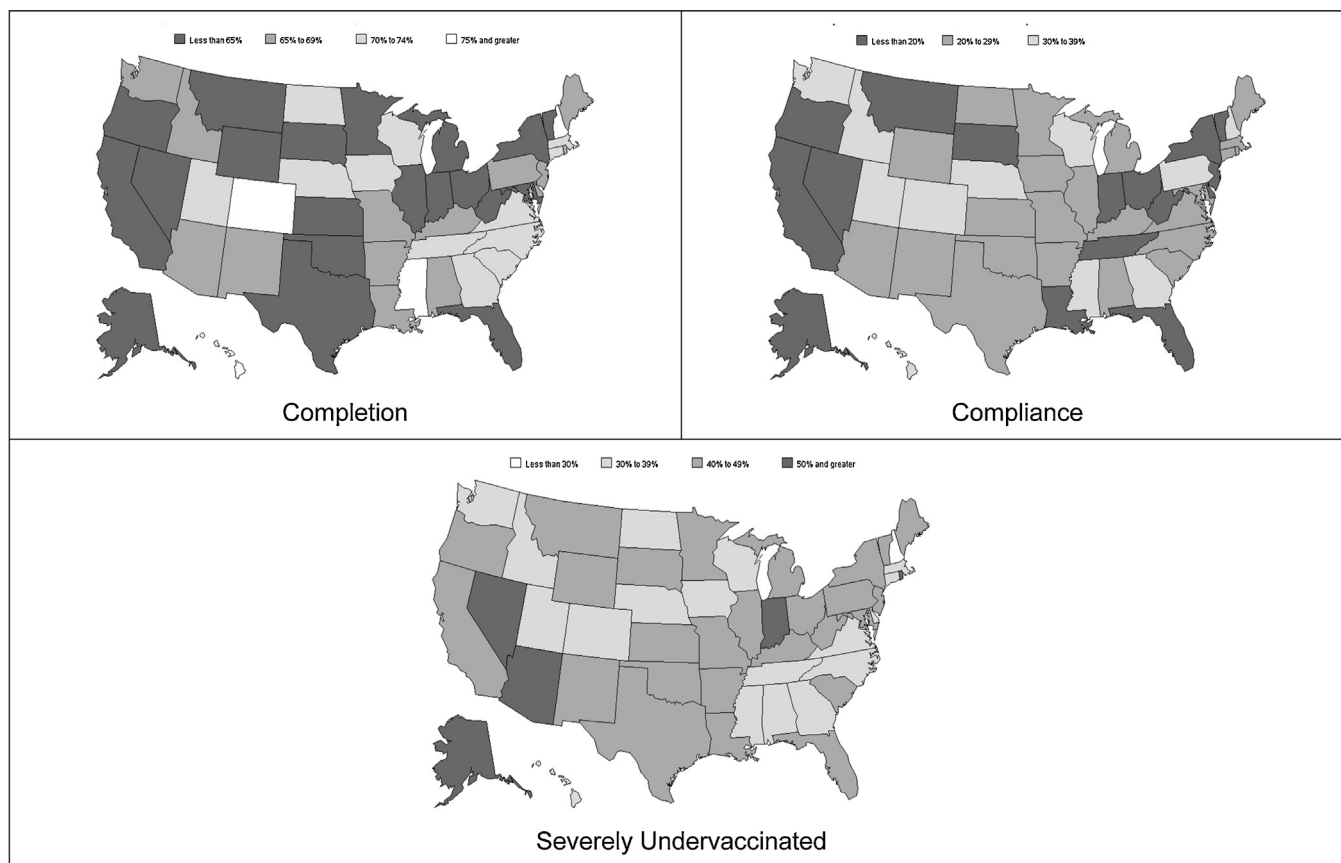 Less than 65% 65% to 69% 70% to 74% 75% and greater
Completion
Less than 20% 20% to 29% 30% to 39%
Compliance
Less than 30% 30% to 39% 40% to 49% 50% and greater
Severely Undervaccinated